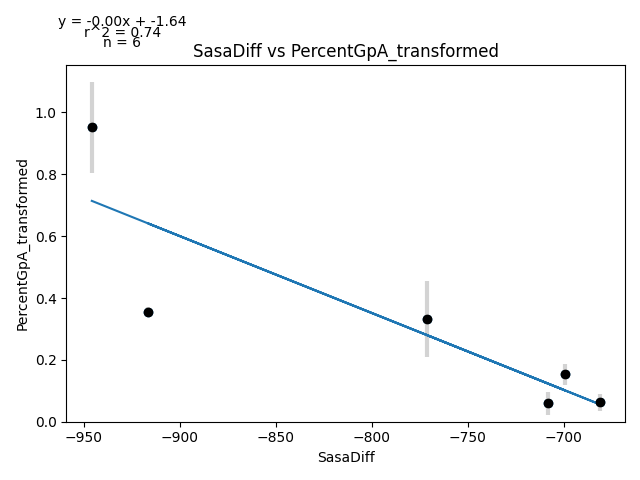 y = -0.00x + -1.64
r^2 = 0.74
n = 6
SasaDiff vs PercentGpA_transformed
1.0
0.8
0.6
0.4
0.2
0.0
PercentGpA_transformed
−950
−900
−850
−800
−750
−700
SasaDiff